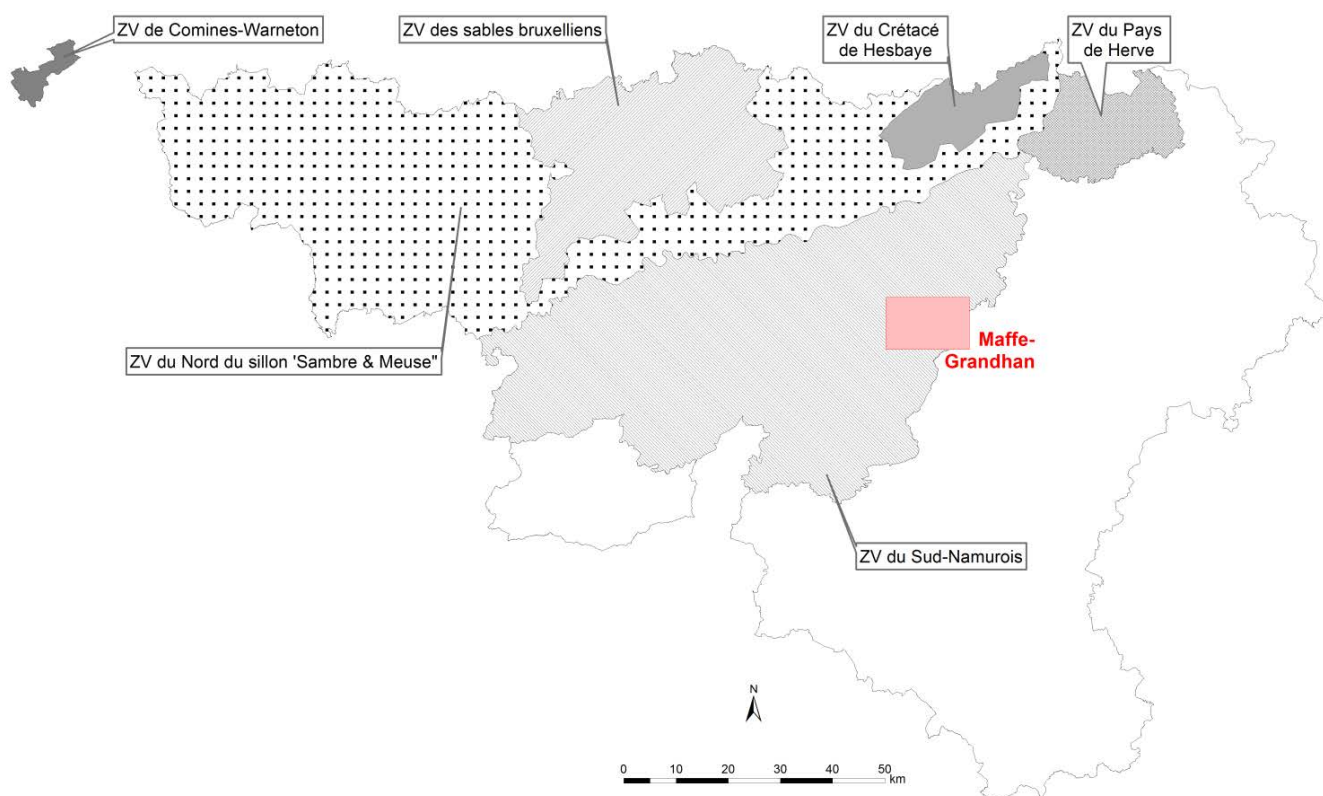 ZV de Comines-Warneton
ZV des sables bruxelliens
ZV du Crétacé
de Hesbaye
ZV du Pays
de Herve
Maffe-
Grandhan
ZV du Nord du sillon 'Sambre & Meuse"
ZV du Sud-Namurois
N
0 10 20 30 40 50
km